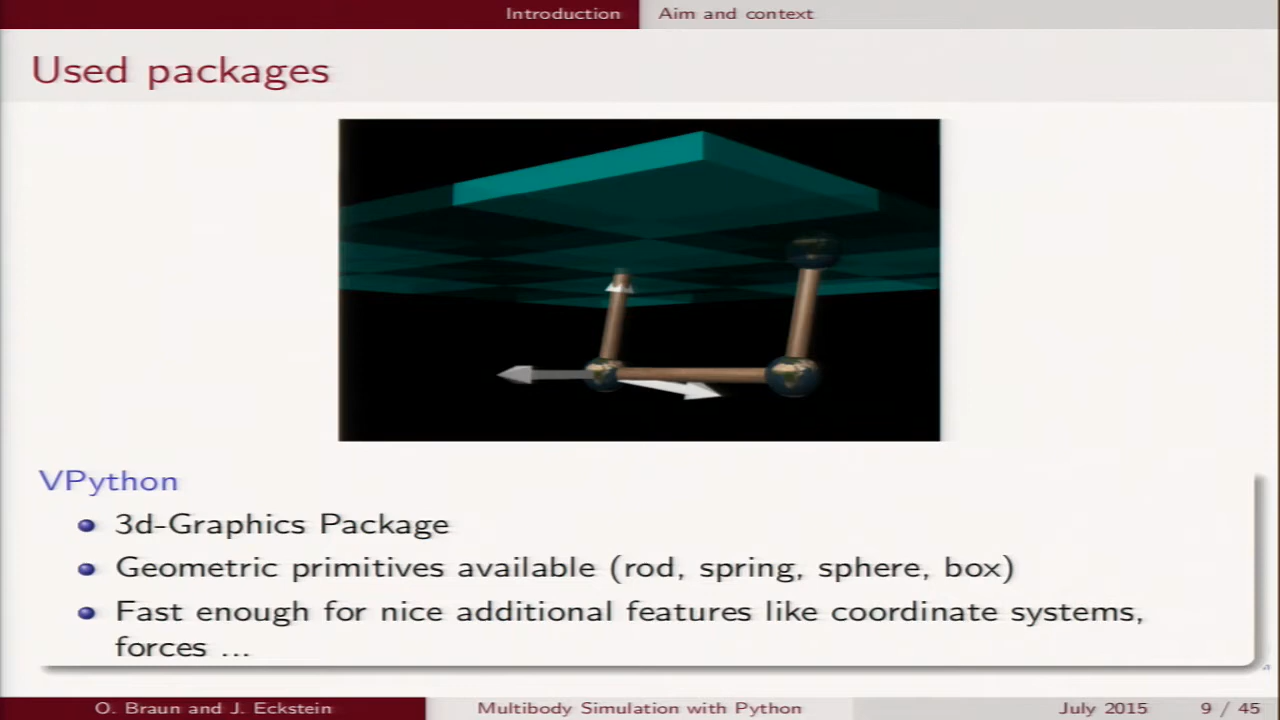 Introduction Aim and context
Used packages
VPython
3d-Graphics Package
Geometric primitives available (rod, spring, sphere, box)
Fast enough for nice additional features like coordinate systems,
forces ...
O. Braun and J. Eckstein Multibody Simulation with Python July 2015 9 / 45